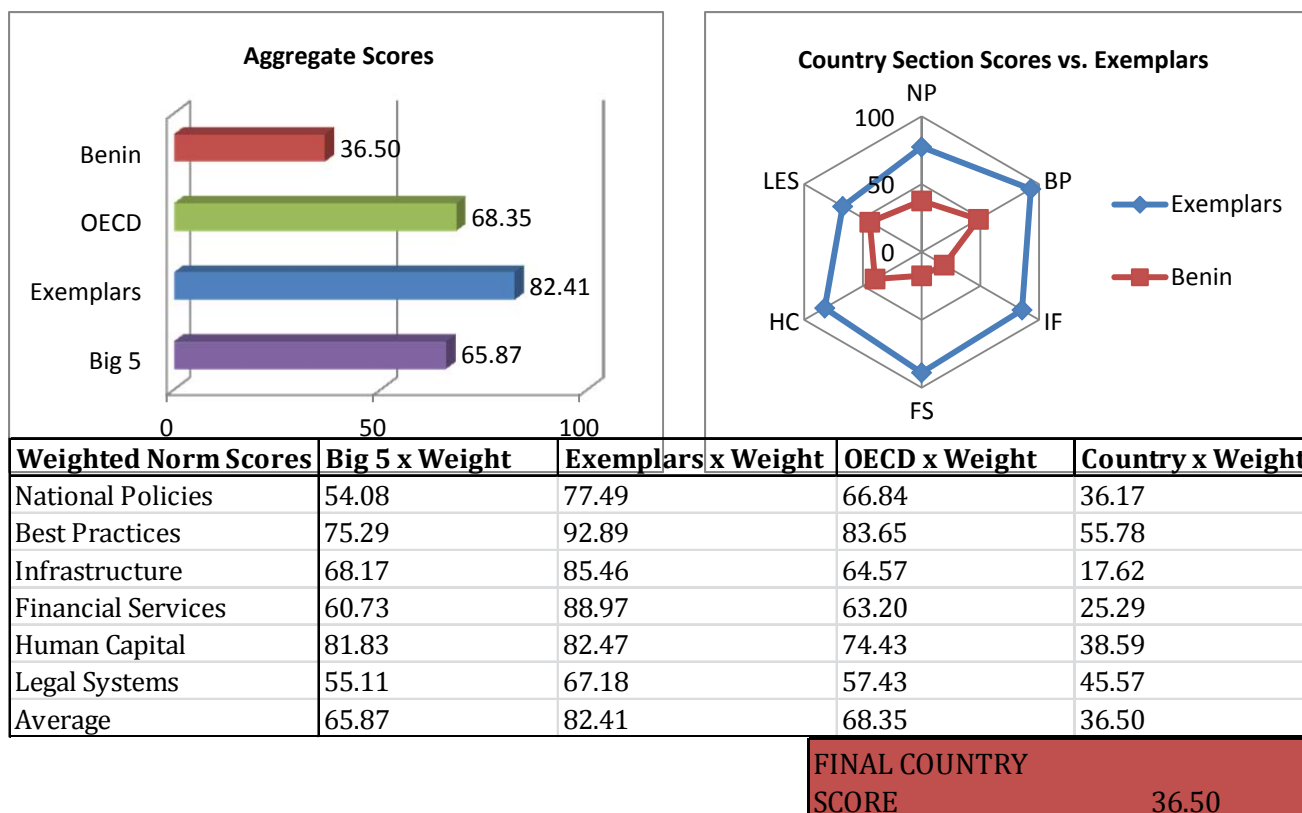 Aggregate Scores
Benin
36.50
OECD
68.35
Exemplars
82.41
Big 5
65.87
0 50 100
Country Section Scores vs. Exemplars
NP
100
LES
50
BP
0
HC
IF
FS
Exemplars
Benin
Weighted Norm Scores Big 5 x Weight Exemplars x Weight OECD x Weight Country x Weight
National Policies 54.08 77.49 66.84 36.17
Best Practices 75.29 92.89 83.65 55.78
Infrastructure 68.17 85.46 64.57 17.62
Financial Services 60.73 88.97 63.20 25.29
Human Capital 81.83 82.47 74.43 38.59
Legal Systems 55.11 67.18 57.43 45.57
Average 65.87 82.41 68.35 36.50
FINAL COUNTRY
SCORE 36.50